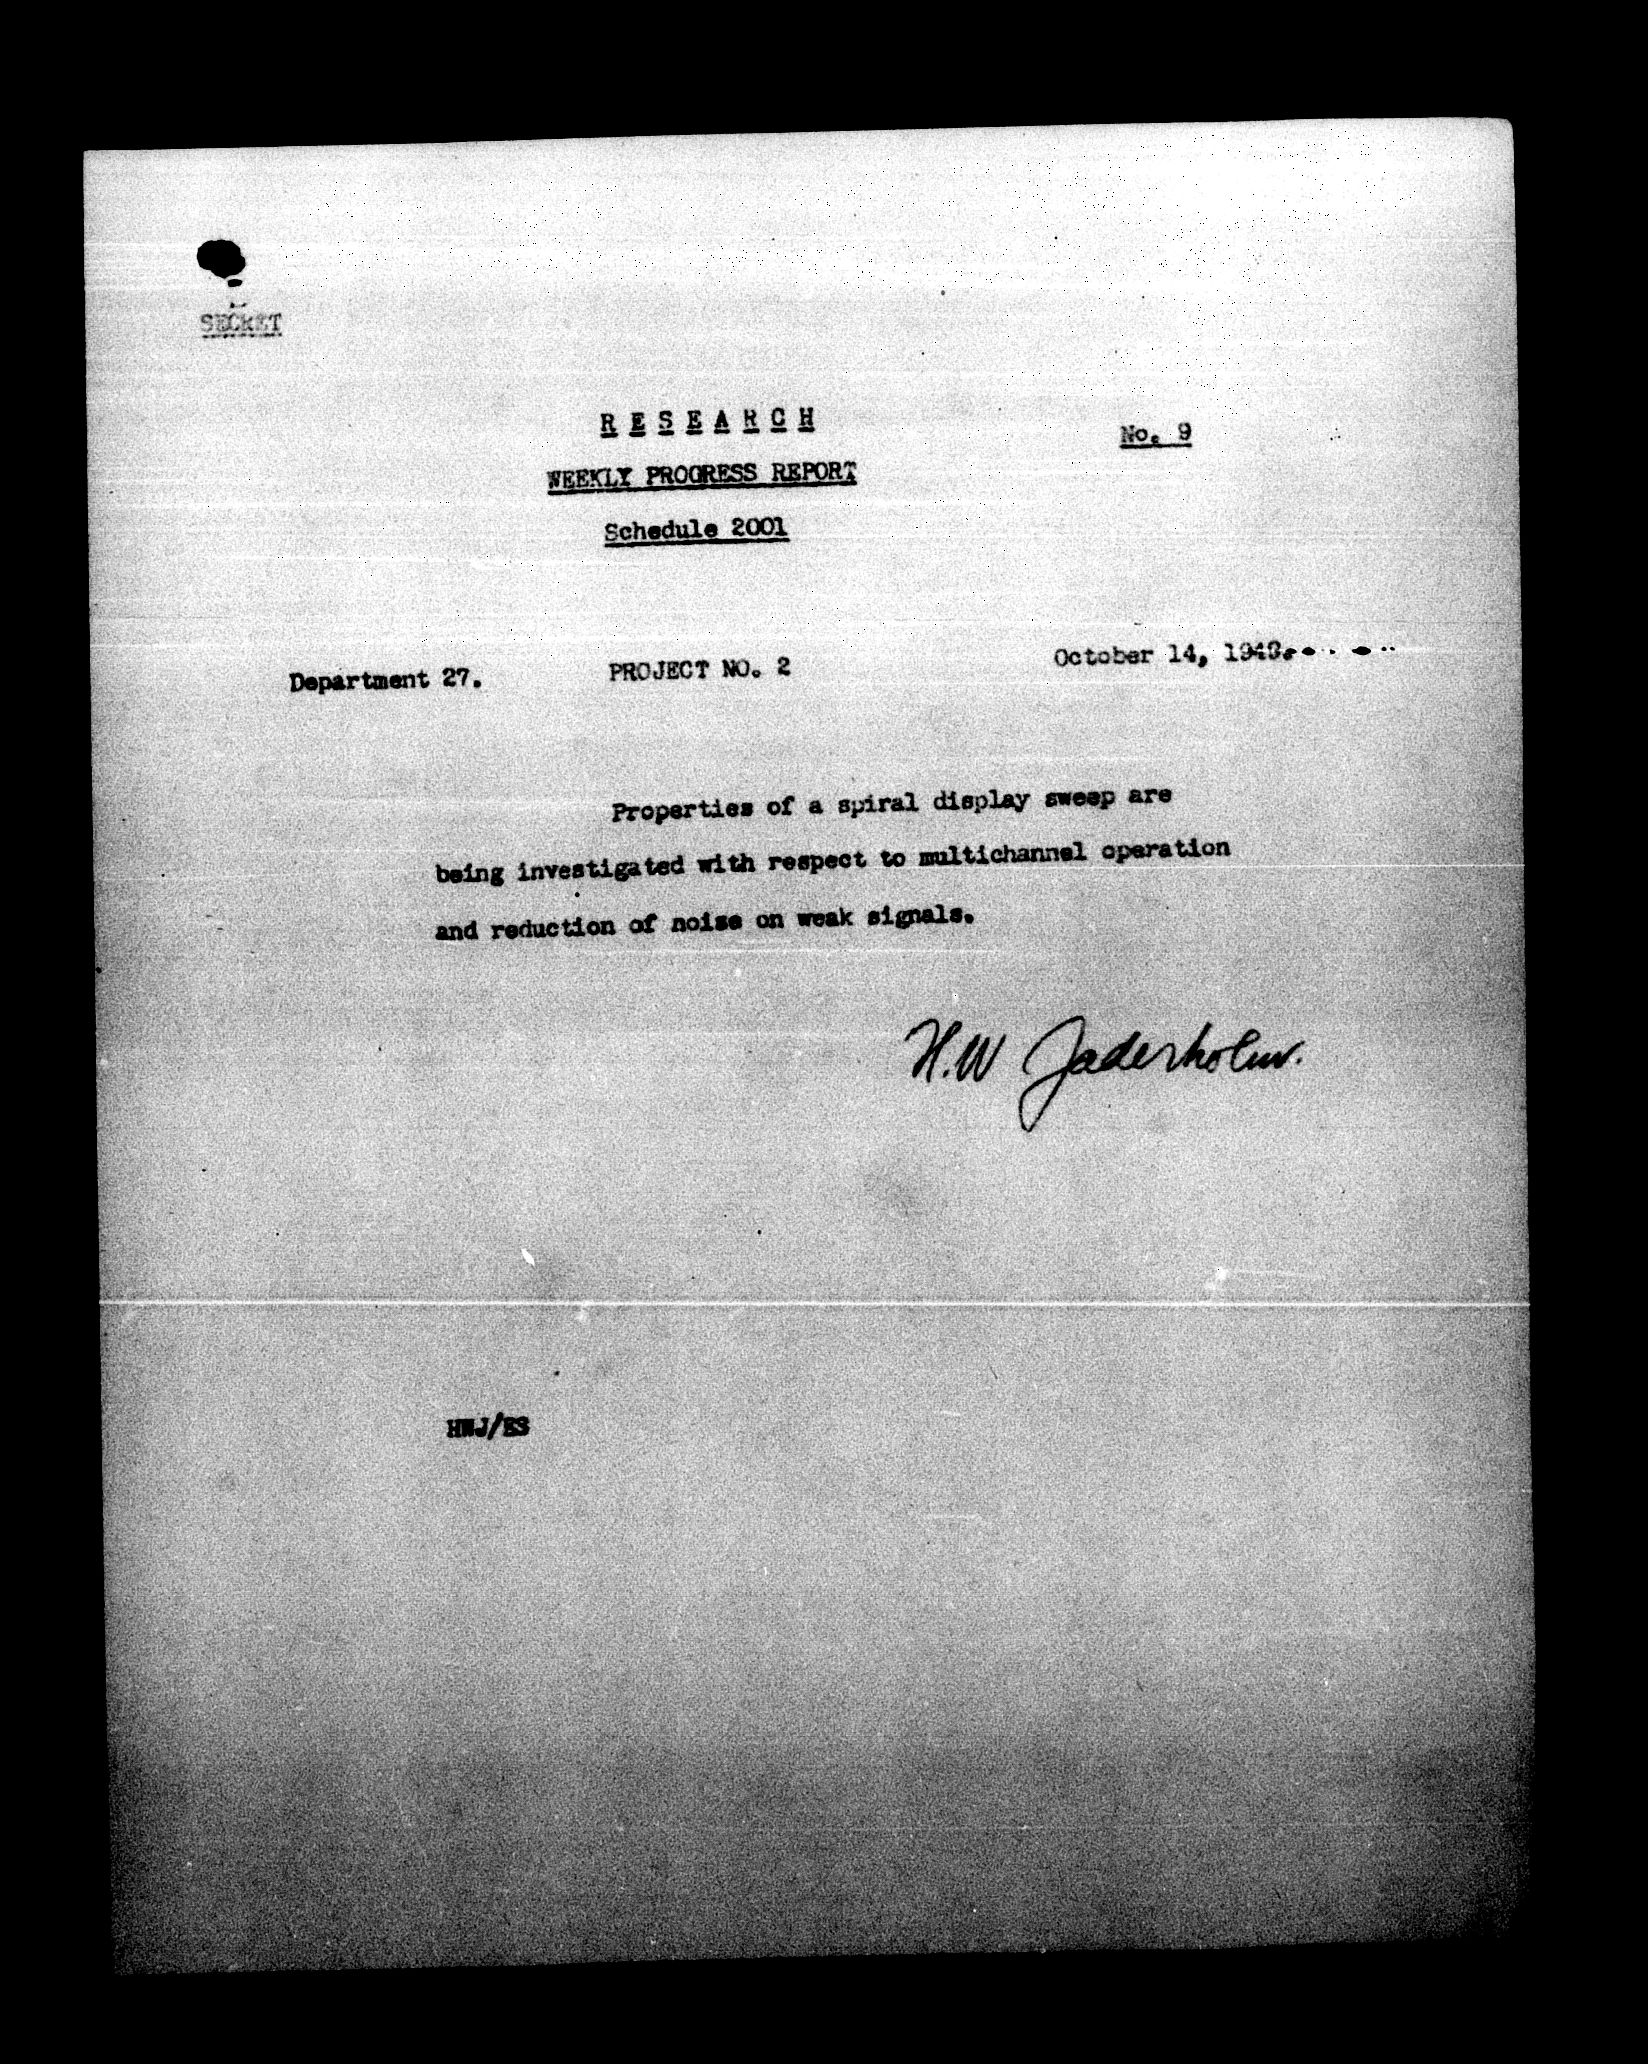 SECRET
R E S E A R C H
No. 9
WEEKLY PROGRESS REPORT
Schedule 2001
Department 27.
PROJECT NO. 2
October 14,
Properties of a spiral display sweep are
being investigated with respect to multichannel operation
and reduction of noise on weak signals.
H.W Jaderholm.
HWJ/ES